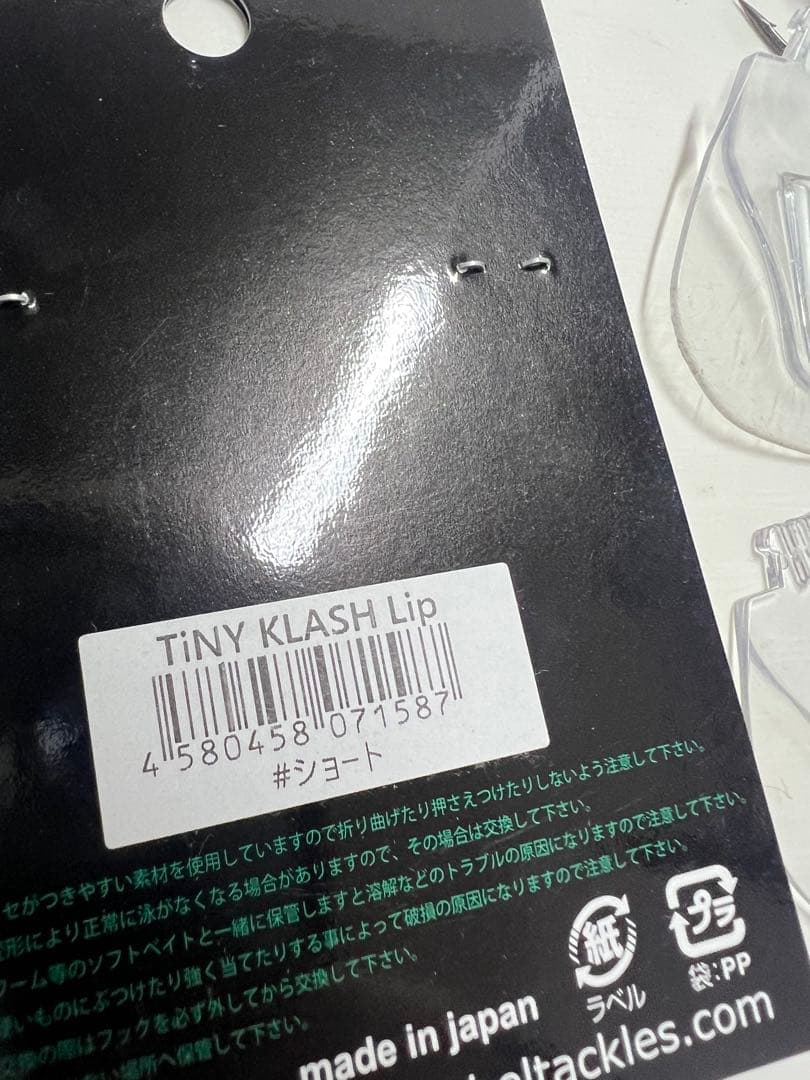 TiNY KLASH Lip
4 580458 071587
#ショート
セがつきやすい素材を使用していますので折り曲げたり押さえつけたりしないよう注意して下さい。
形により正常に泳がなくなる場合がありますので、その場合は交換して下さい。
ワーム等のソフトベイトと一緒に保管しますと溶解などのトラブルの原因になりますので注意して下さい。
いものにぶつけたり強く当てたりする事によって破損の原因になりますので注意して下さい。
の際はフックを必ず外してから交換して下さい。
い場所へ保管して下さい。
紙
ラベル
プラ
袋:PP
made in japan
eltackles.com